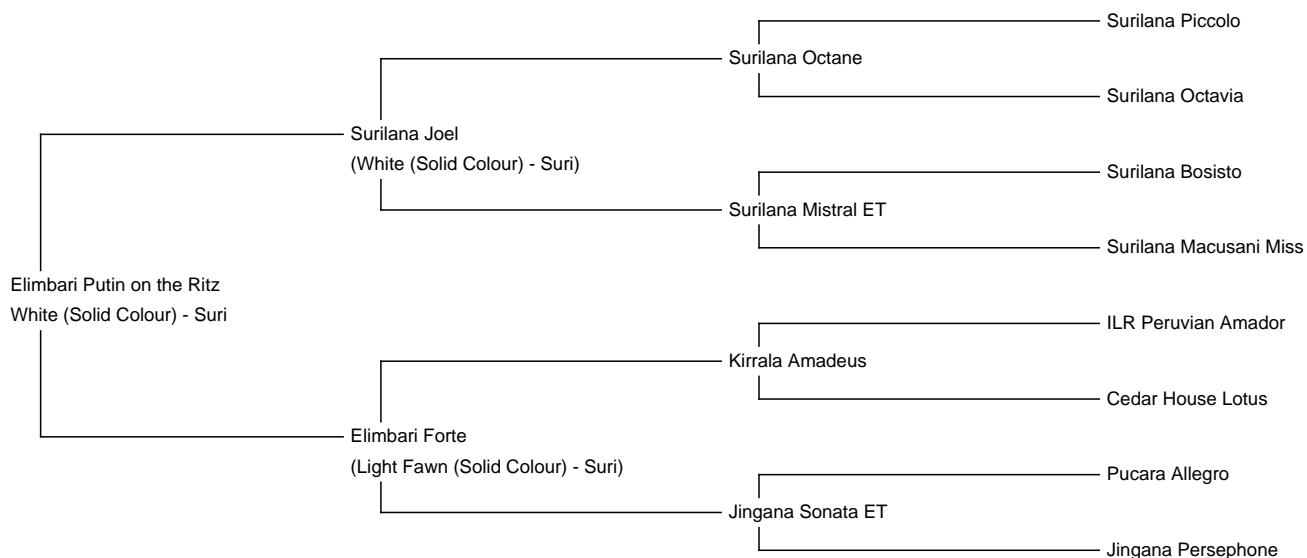 Surilana Piccolo
Surilana Octane
Surilana Octavia
Surilana Joel
(White (Solid Colour) - Suri)
Surilana Bosisto
Surilana Mistral ET
Surilana Macusani Miss
Elimbari Putin on the Ritz
White (Solid Colour) - Suri
ILR Peruvian Amador
Kirrala Amadeus
Cedar House Lotus
Elimbari Forte
(Light Fawn (Solid Colour) - Suri)
Pucara Allegro
Jingana Sonata ET
Jingana Persephone